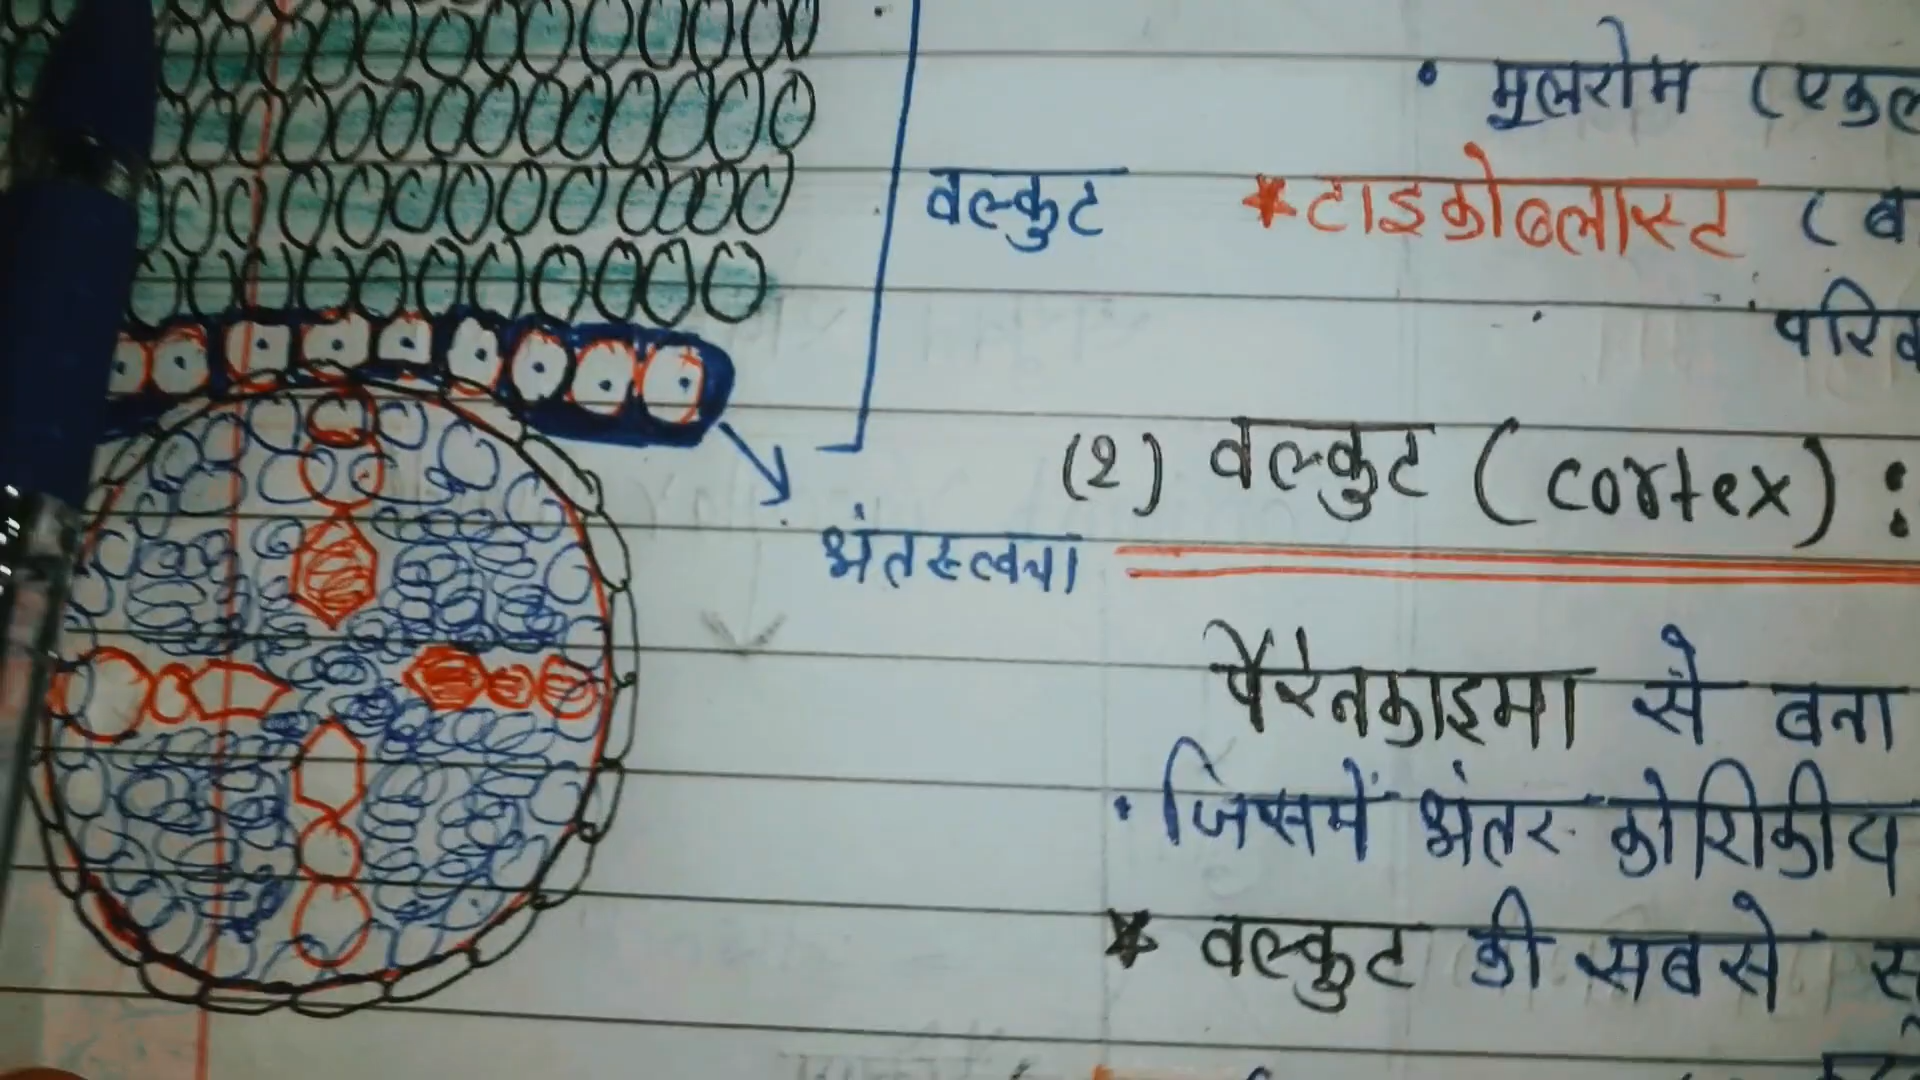 • मूलरोम (एकल
वल्कुट
★ टाइकोब्लास्ट (ब
परिव
(2) वल्कुट (cortex) :
अंतस्त्वचा
पैरेनकाइमा से बना
• जिसमें अंतर कोशिकीय
★ वल्कुट की सबसे